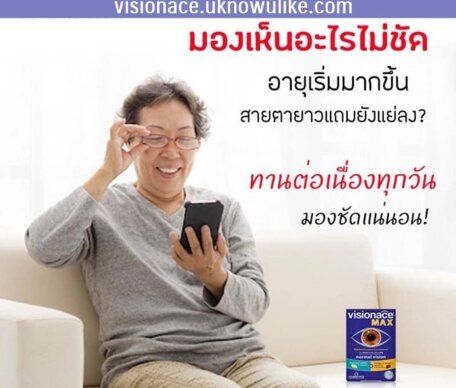 visionace.uknowulike.com
มองเห็นอะไรไม่ชัด
อายุเริ่มมากขึ้น
สายตายาวแถมยังแย่ลง?
ทานต่อเนื่องทุกวัน
มองชัดแน่นอน!
visionace
MAX
normal vision